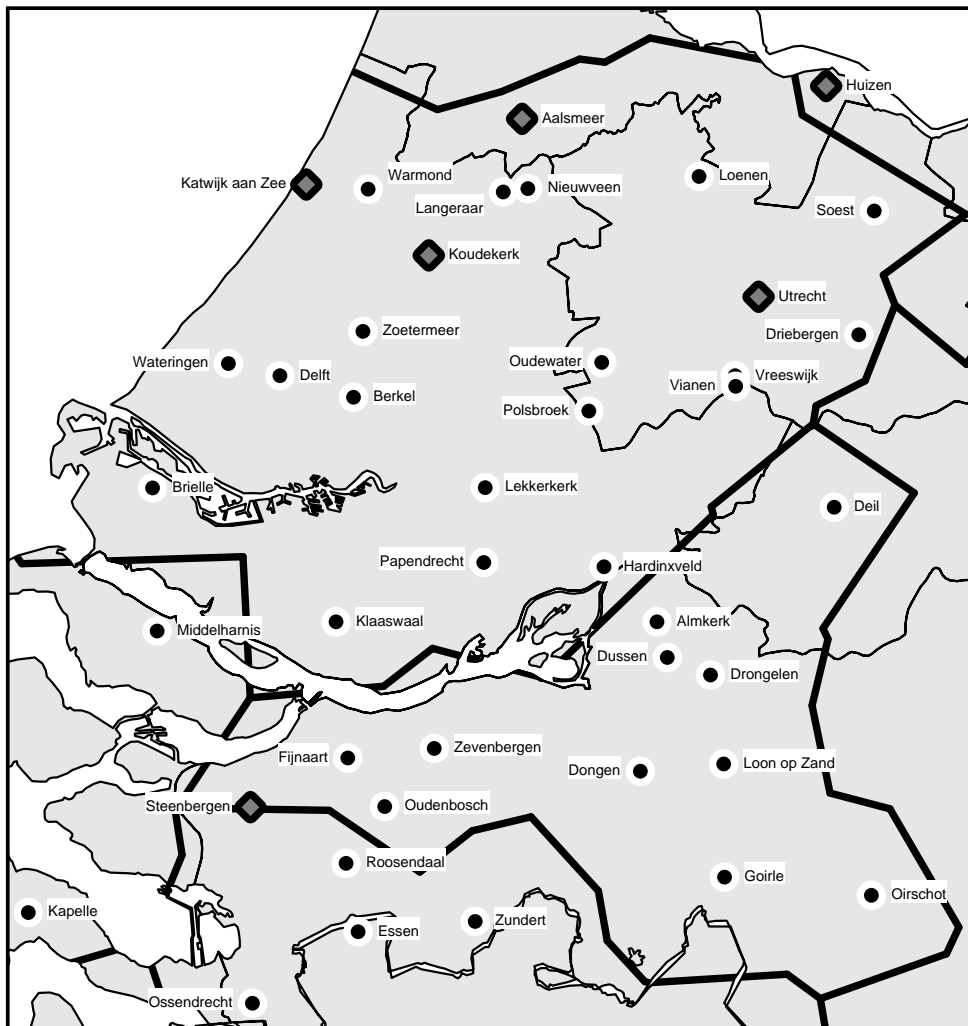 Huizen
Aalsmeer
Katwijk aan Zee
Warmond
Nieuwveen
Loenen
Langeraar
Soest
Koudekerk
Utrecht
Zoetermeer
Driebergen
Wateringen
Oudewater
Delft
Vreeswijk
Vianen
Berkel
Polsbroek
Brielle
Lekkerkerk
Deil
Papendrecht
Hardinxveld
Klaaswaal
Almkerk
Middelharnis
Dussen
Drongelen
Zevenbergen
Fijnaart
Loon op Zand
Dongen
Steenbergen
Oudenbosch
Roosendaal
Goirle
Oirschot
Kapelle
Zundert
Essen
Ossendrecht